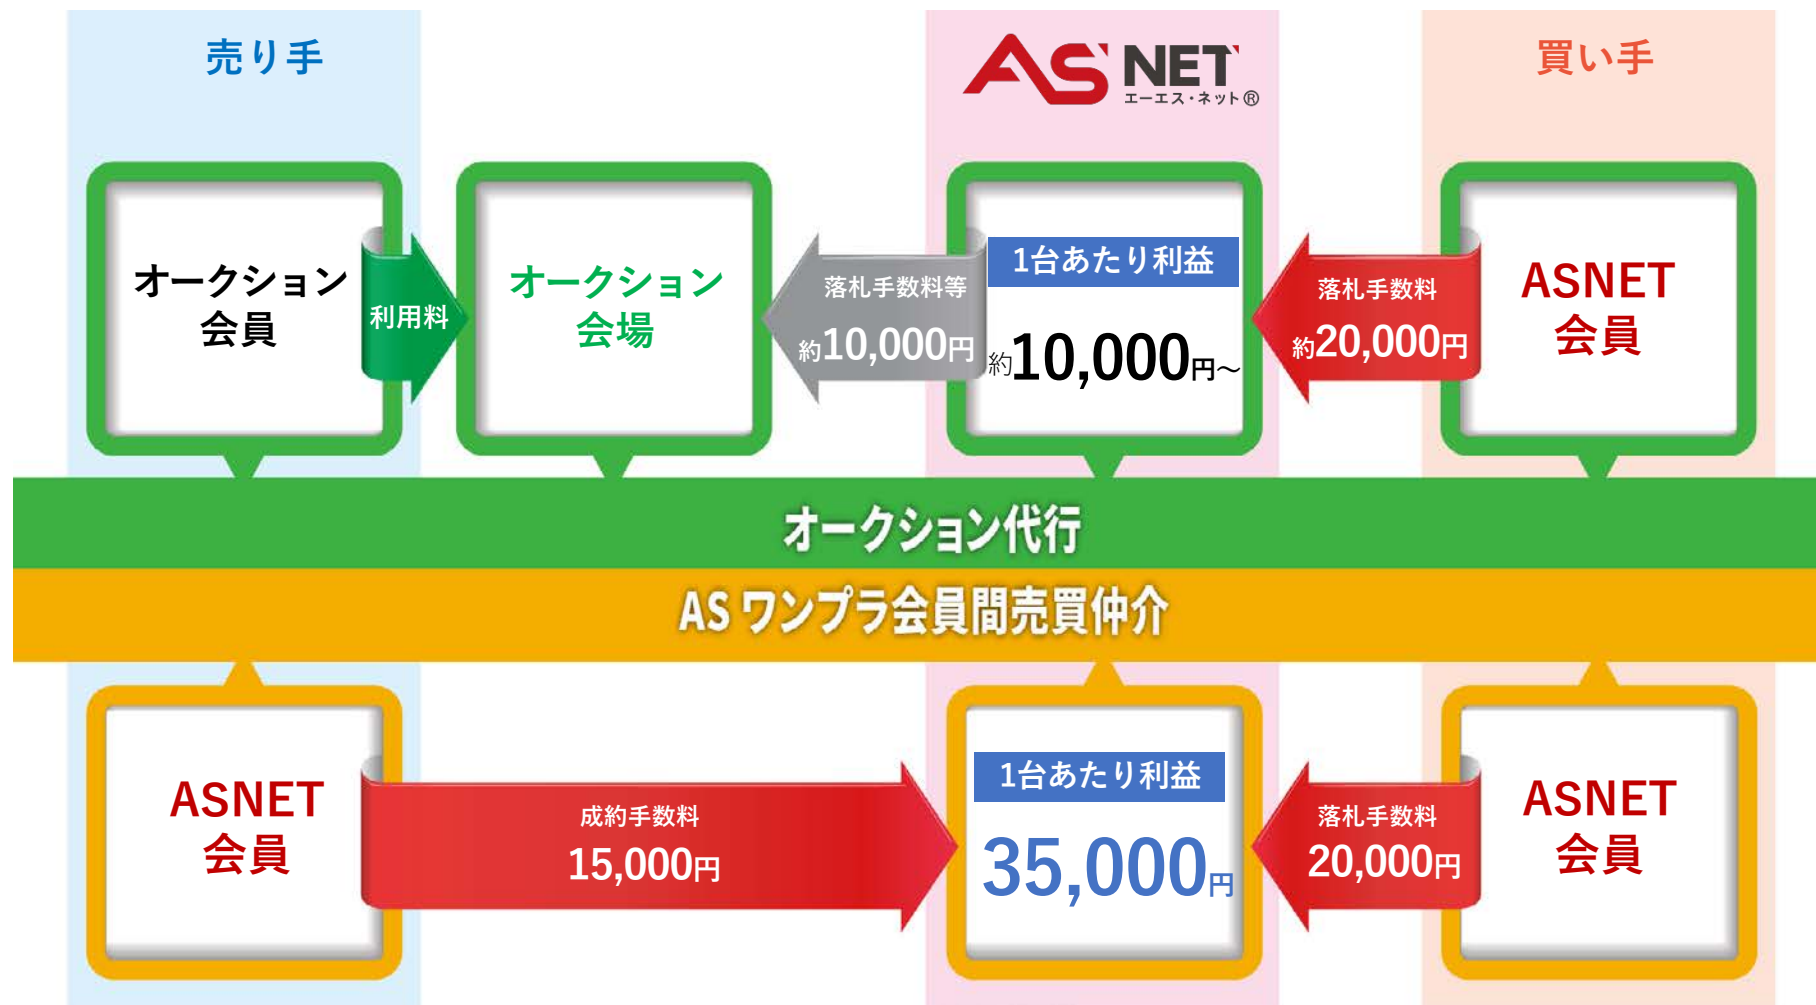 売り手
AS NET
エーエス・ネット®
買い手
オークション
会員
利用料
オークション
会場
落札手数料等
約10,000円
1台あたり利益
約10,000円～
落札手数料
約20,000円
ASNET
会員
オークション代行
AS ワンプラ会員間売買仲介
ASNET
会員
成約手数料
15,000円
1台あたり利益
35,000円
落札手数料
20,000円
ASNET
会員